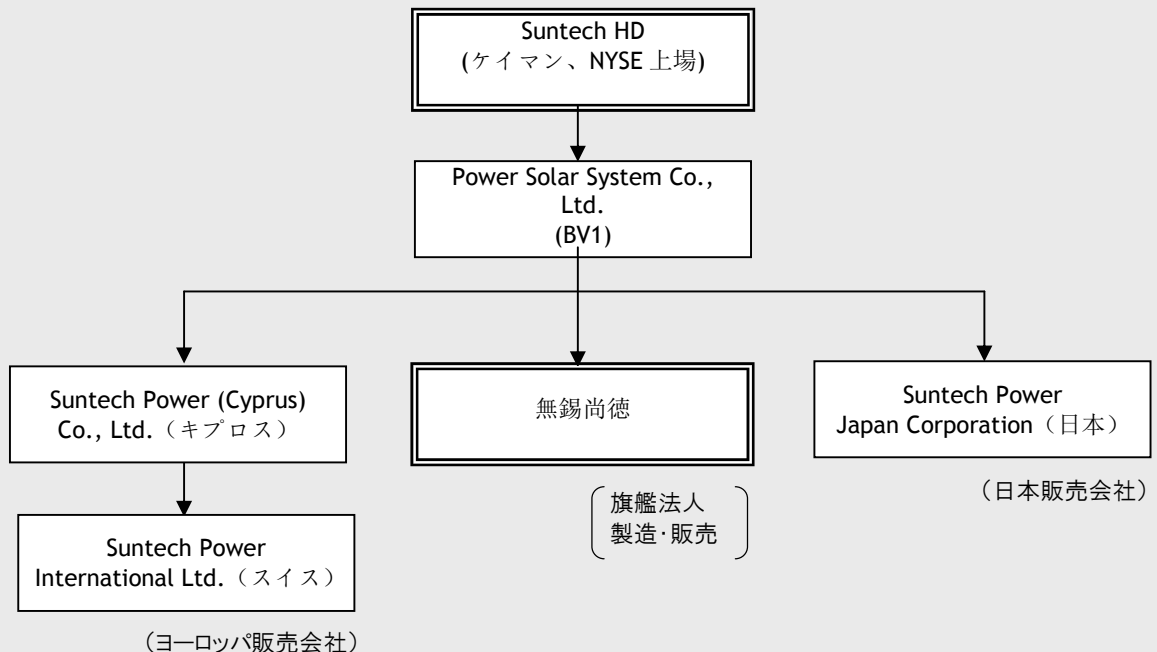 Suntech HD
(ケイマン、NYSE 上場)
Power Solar System Co.,
Ltd.
(BV1)
Suntech Power (Cyprus)
Co., Ltd.（キプロス）
無錫尚徳
Suntech Power
Japan Corporation（日本）
（日本販売会社）
旗艦法人
製造・販売
Suntech Power
International Ltd.（スイス）
（ヨーロッパ販売会社）